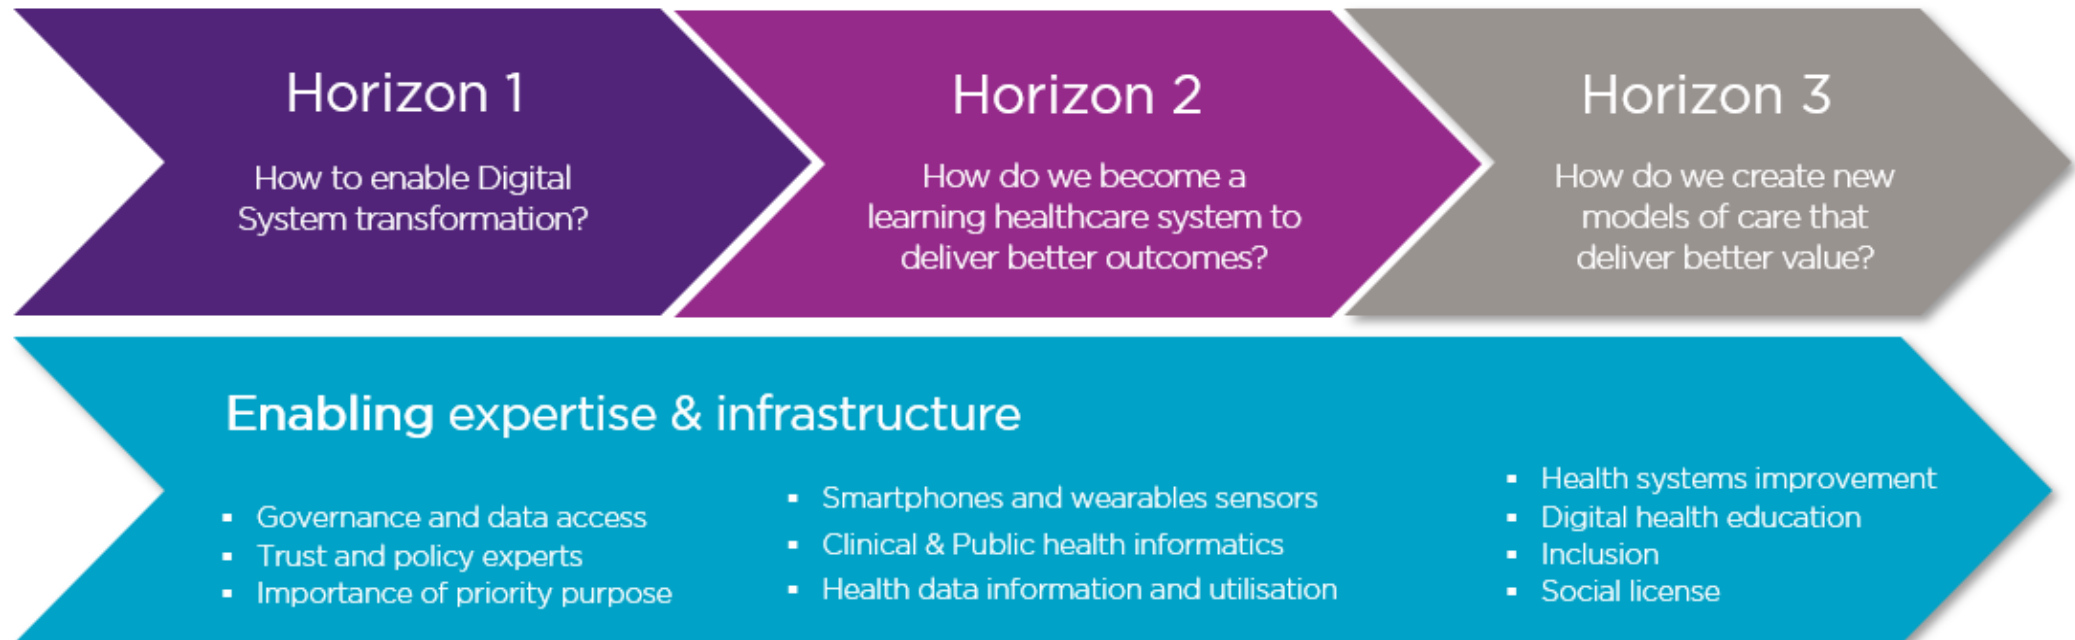 Horizon 1
How to enable Digital
System transformation?
Horizon 2
How do we become a
learning healthcare system to
deliver better outcomes?
Horizon 3
How do we create new
models of care that
deliver better value?
Enabling expertise & infrastructure
▪ Governance and data access
▪ Trust and policy experts
▪ Importance of priority purpose
▪ Smartphones and wearables sensors
▪ Clinical & Public health informatics
▪ Health data information and utilisation
▪ Health systems improvement
▪ Digital health education
▪ Inclusion
▪ Social license